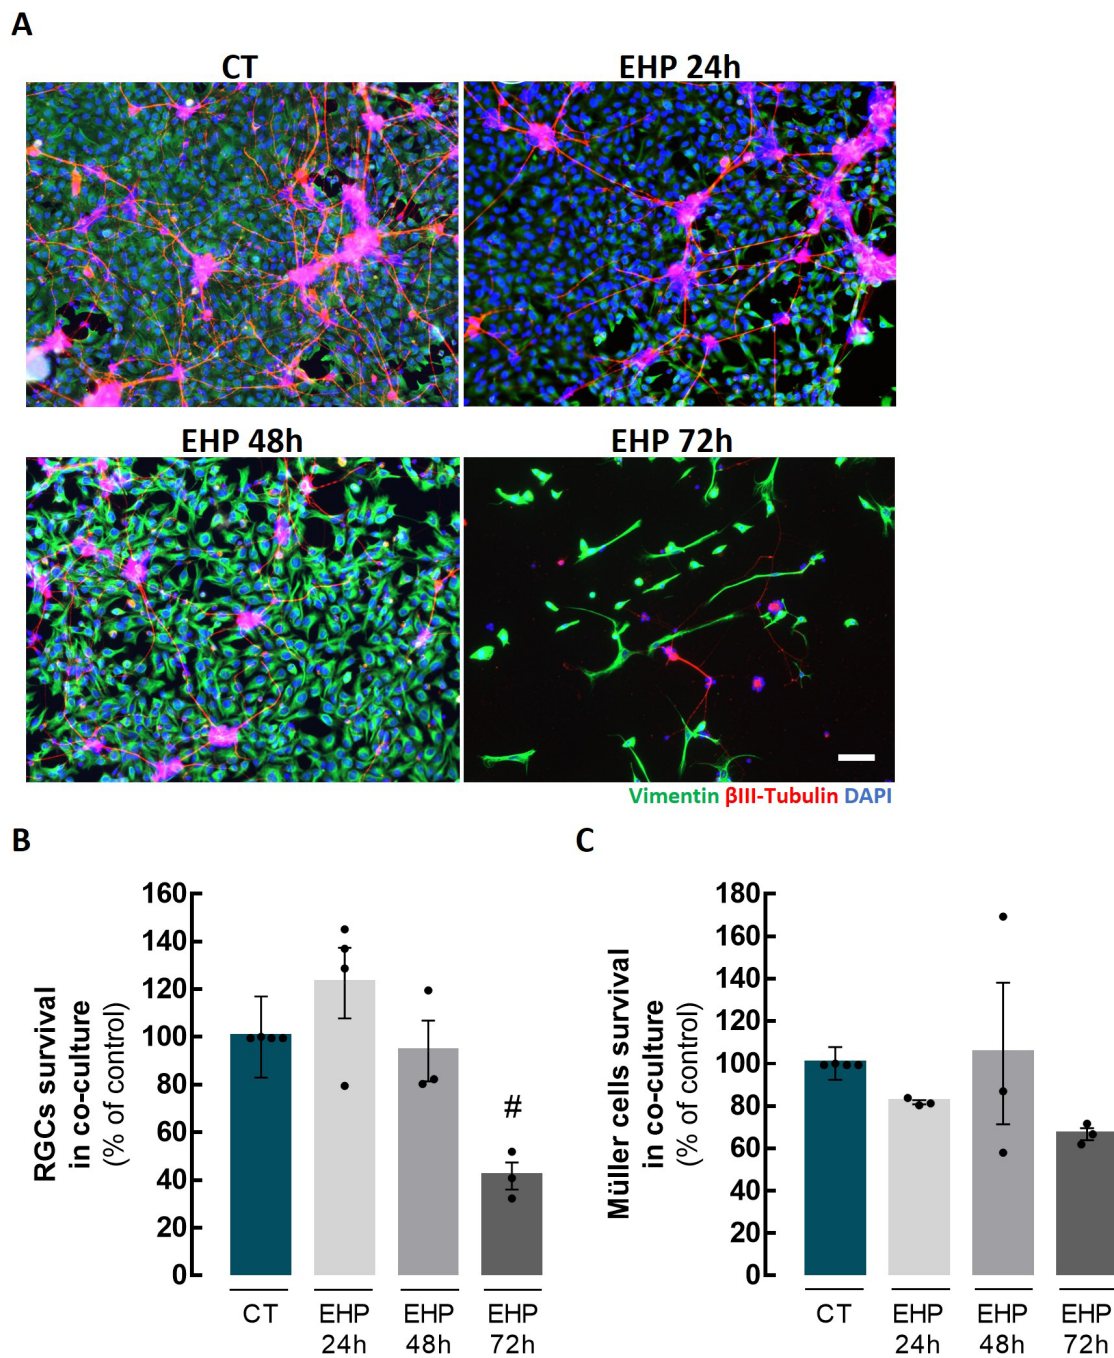 A
CT
EHP 24h
EHP 48h
EHP 72h
Vimentin βIII-Tubulin DAPI
B
RGCs survival
in co-culture
(% of control)
160
140
120
100
80
60
40
20
0
#
CT
EHP
24h
EHP
48h
EHP
72h
C
Müller cells survival
in co-culture
(% of control)
180
160
140
120
100
80
60
40
20
0
CT
EHP
24h
EHP
48h
EHP
72h